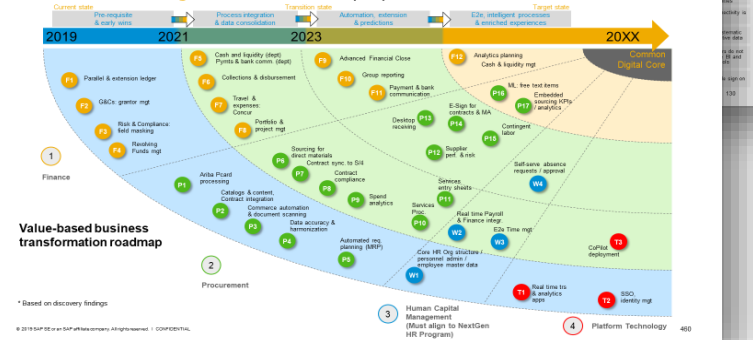 Current state
Transition state
Target state
Pre-requisite
& early wins
Process integration
& data consolidation
Automation, extension
& predictions
E2e, intelligent processes
& enriched experiences
2019
2021
2023
20XX
Common
Digital Core
F1
Parallel & extension ledger
F2
G&Cs: grantor mgt
F3
Risk & Compliance:
field masking
F4
Revolving
Funds mgt
F5
Cash and liquidity (dept)
Pymts & bank comm. (dept)
F6
Collections & disbursement
F7
Travel &
expenses:
Concur
F8
Portfolio &
project mgt
F9
Advanced Financial Close
F10
Group reporting
F11
Payment & bank
communication
F12
Analytics planning
Cash & liquidity mgt
P16
ML: free text items
P17
Embedded
sourcing KPIs
/ analytics
Desktop
receiving
P13
E-Sign for
contracts & MA
P14
P15
Contingent
labor
P12
Supplier
perf. & risk
P6
Sourcing for
direct materials
P7
Contract sync. to S/4
P8
Contract
compliance
P9
Spend
analytics
Services
entry sheets
P11
Services
Proc.
P10
P1
Ariba Pcard
processing
Catalogs & content,
Contract integration
P2
Commerce automation
& document scanning
P3
Data accuracy &
harmonization
P4
Automated req.
planning (MRP)
P5
Self-serve absence
requests / approval
W4
Real time Payroll
& Finance integr.
W2
E2e Time mgt
W3
Core HR Org structure /
personnel admin /
employee master data
W1
CoPilot
deployment
T3
T1
Real time trs
& analytics
apps
T2
SSO,
identity mgt
1
Finance
2
Procurement
3
Human Capital
Management
(Must align to NextGen
HR Program)
4
Platform Technology
Value-based business
transformation roadmap
* Based on discovery findings
© 2019 SAP SE or an SAP affiliate company. All rights reserved. I CONFIDENTIAL
460
130